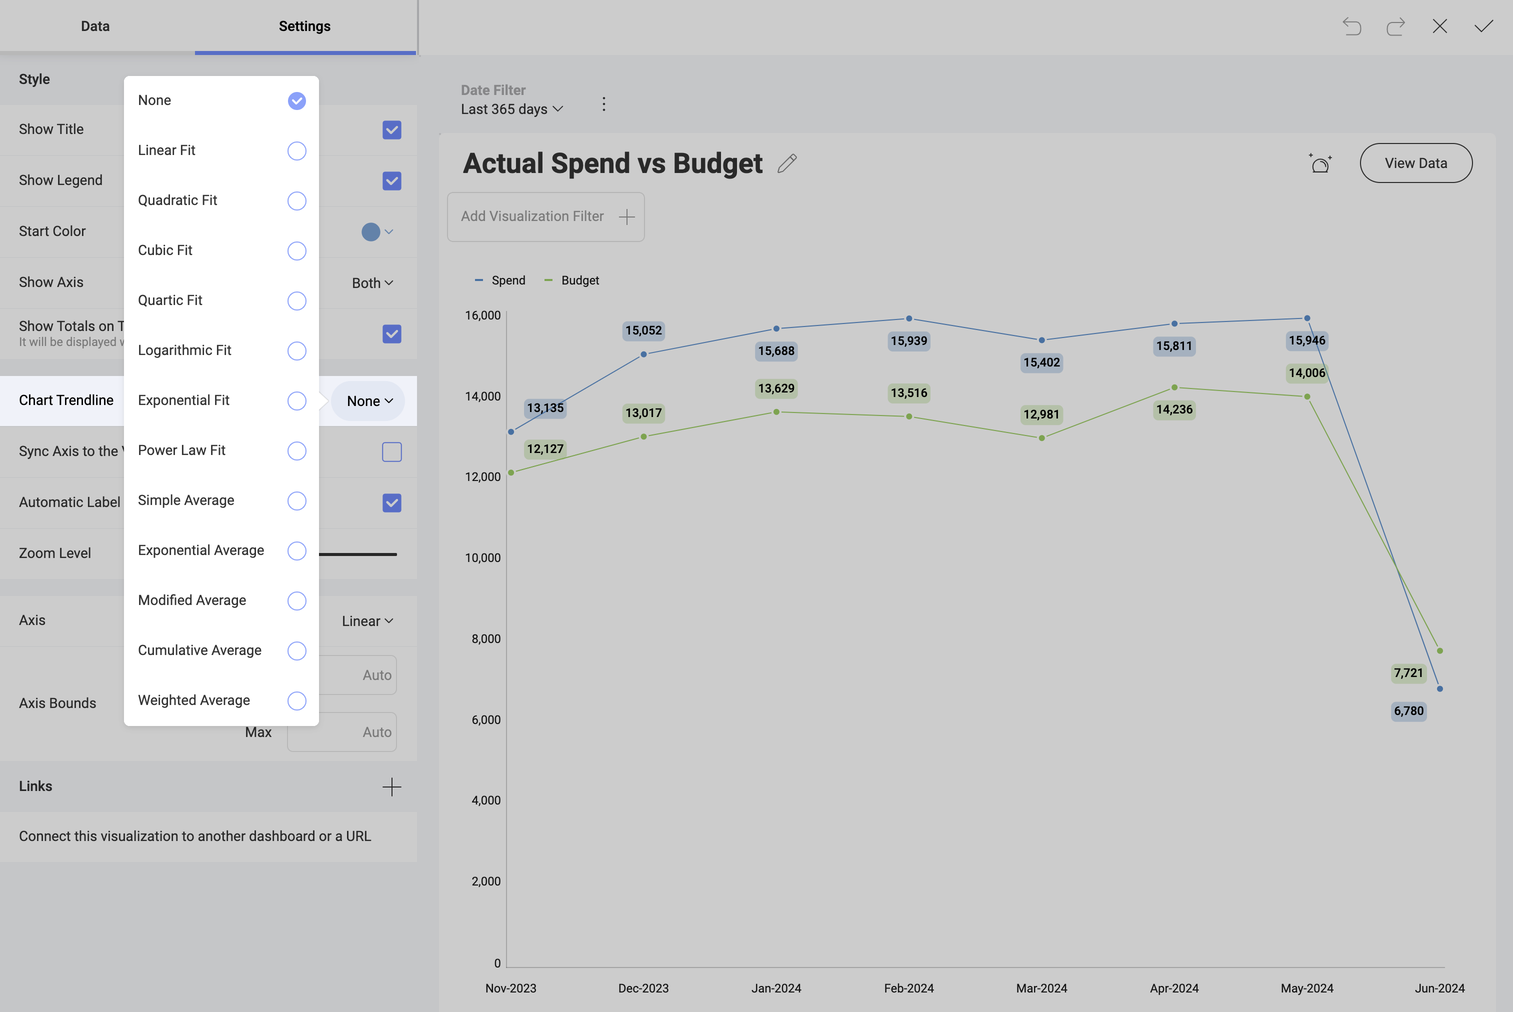 Data
Settings
Style
None
Linear Fit
Quadratic Fit
Cubic Fit
Quartic Fit
Logarithmic Fit
Exponential Fit
Power Law Fit
Simple Average
Exponential Average
Modified Average
Cumulative Average
Weighted Average
Show Title
Show Legend
Start Color
Show Axis
Both
Show Totals on T
It will be displayed
Chart Trendline
None
Sync Axis to the
Automatic Label
Zoom Level
Axis
Linear
Axis Bounds
Auto
Max
Auto
Links
Connect this visualization to another dashboard or a URL
Date Filter
Last 365 days
Actual Spend vs Budget
View Data
Add Visualization Filter
Spend
Budget
16,000
14,000
12,000
10,000
8,000
6,000
4,000
2,000
0
13,135
15,052
15,688
15,939
15,402
15,811
15,946
6,780
12,127
13,017
13,629
13,516
12,981
14,236
14,006
7,721
Nov-2023
Dec-2023
Jan-2024
Feb-2024
Mar-2024
Apr-2024
May-2024
Jun-2024